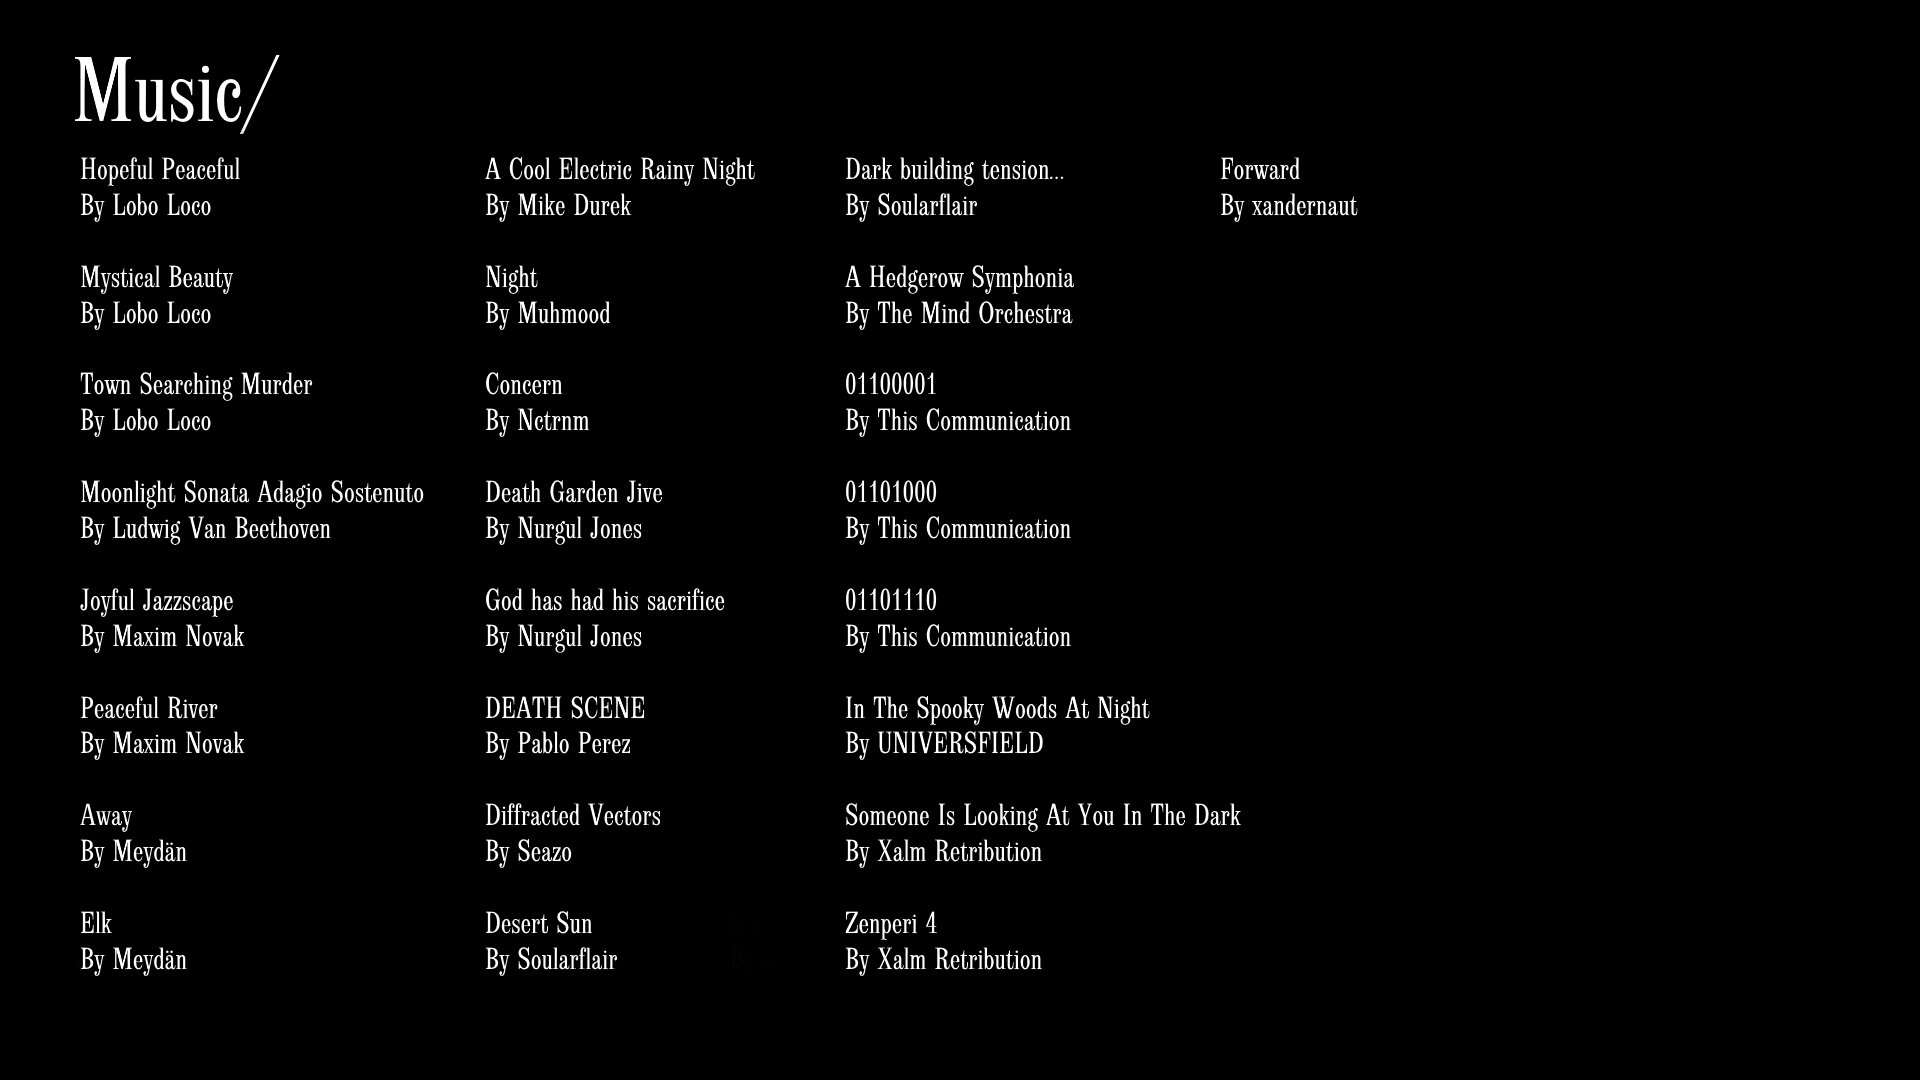 Music/
Hopeful Peaceful
By Lobo Loco
Mystical Beauty
By Lobo Loco
Town Searching Murder
By Lobo Loco
Moonlight Sonata Adagio Sostenuto
By Ludwig Van Beethoven
Joyful Jazzscape
By Maxim Novak
Peaceful River
By Maxim Novak
Away
By Meydän
Elk
By Meydän
A Cool Electric Rainy Night
By Mike Durek
Night
By Muhmood
Concern
By Nctrnm
Death Garden Jive
By Nurgul Jones
God has had his sacrifice
By Nurgul Jones
DEATH SCENE
By Pablo Perez
Diffracted Vectors
By Seazo
Desert Sun
By Soularflair
Dark building tension...
By Soularflair
A Hedgerow Symphonia
By The Mind Orchestra
01100001
By This Communication
01101000
By This Communication
01101110
By This Communication
In The Spooky Woods At Night
By UNIVERSFIELD
Someone Is Looking At You In The Dark
By Xalm Retribution
Zenperi 4
By Xalm Retribution
Forward
By xandernaut